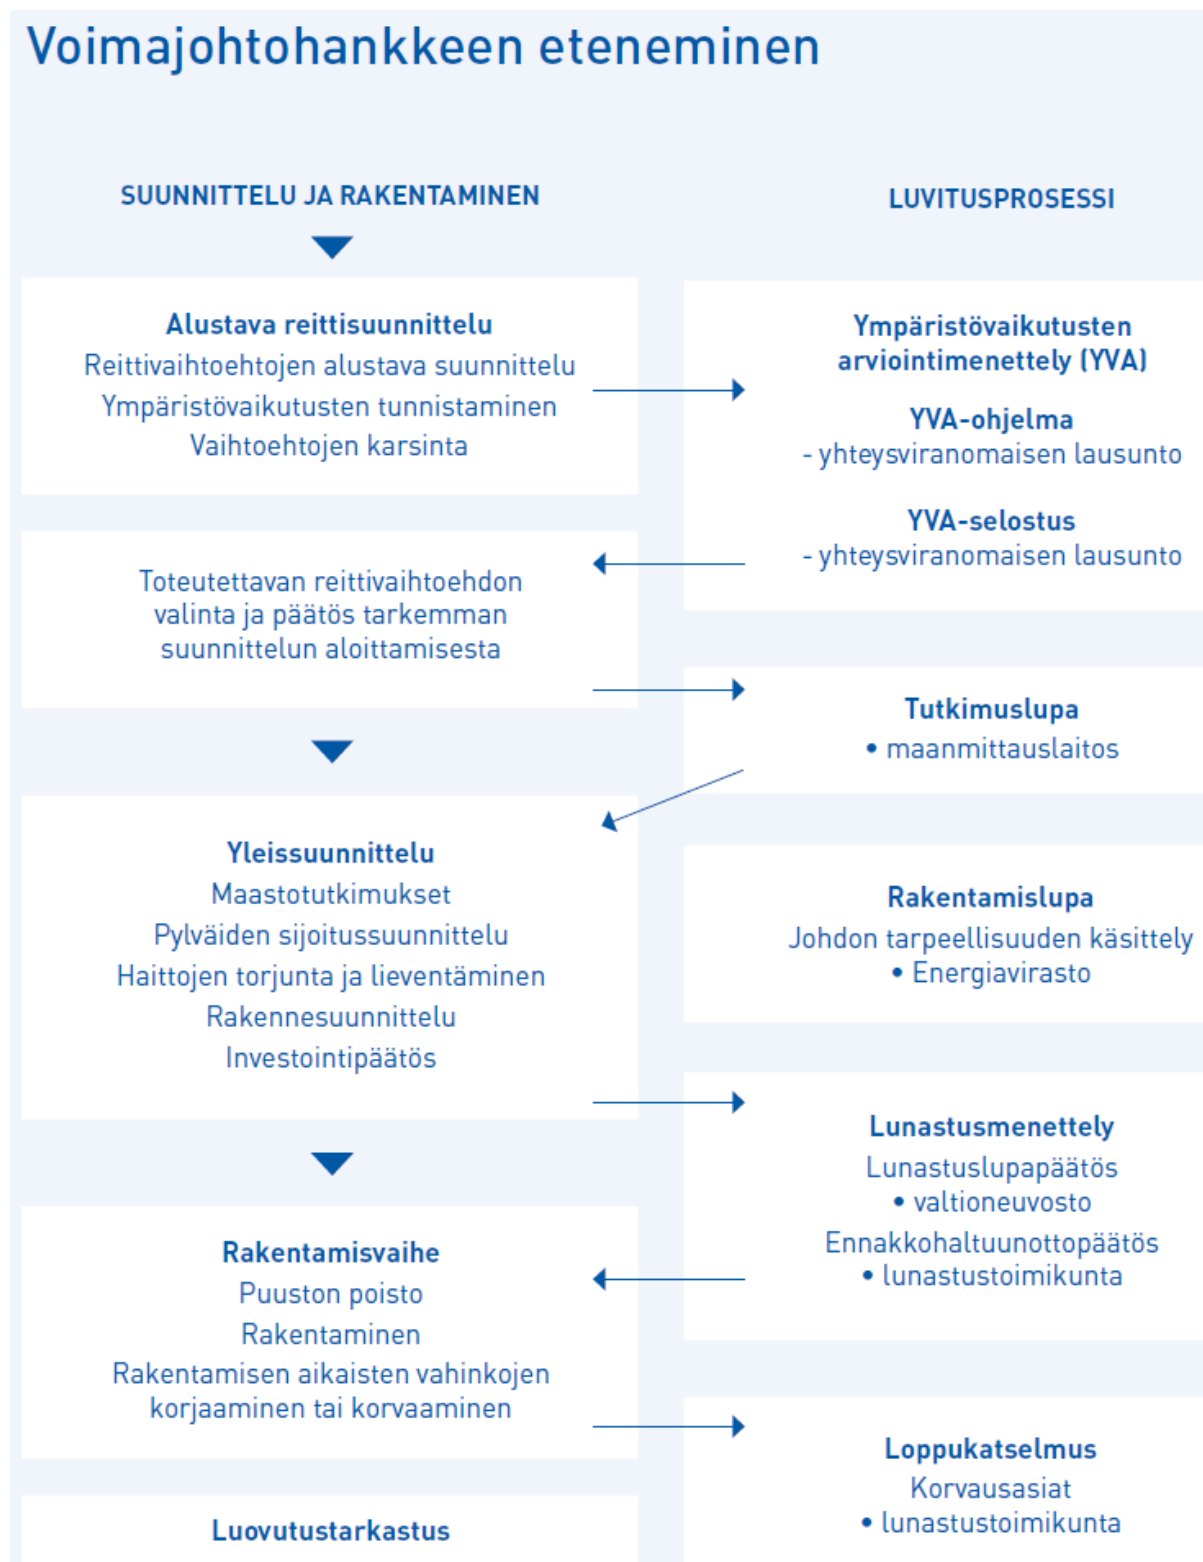 Voimajohtohankkeen eteneminen
SUUNNITTELU JA RAKENTAMINEN
Alustava reittisuunnittelu
Reittivaihtoehtojen alustava suunnittelu
Ympäristövaikutusten tunnistaminen
Vaihtoehtojen karsinta
Toteutettavan reittivaihtoehdon
valinta ja päätös tarkemman
suunnittelun aloittamisesta
Yleissuunnittelu
Maastotutkimukset
Pylväiden sijoitussuunnittelu
Haittojen torjunta ja lieventäminen
Rakennesuunnittelu
Investointipäätös
Rakentamisvaihe
Puuston poisto
Rakentaminen
Rakentamisen aikaisten vahinkojen
korjaaminen tai korvaaminen
Luovutustarkastus
LUVITUSPROSESSI
Ympäristövaikutusten
arviointimenettely (YVA)
YVA-ohjelma
- yhteysviranomaisen lausunto
YVA-selostus
- yhteysviranomaisen lausunto
Tutkimuslupa
• maanmittauslaitos
Rakentamislupa
Johdon tarpeellisuuden käsittely
• Energiavirasto
Lunastusmenettely
Lunastuslupapäätös
• valtioneuvosto
Ennakkohaltuunottopäätös
• lunastustoimikunta
Loppukatselmus
Korvausasiat
• lunastustoimikunta